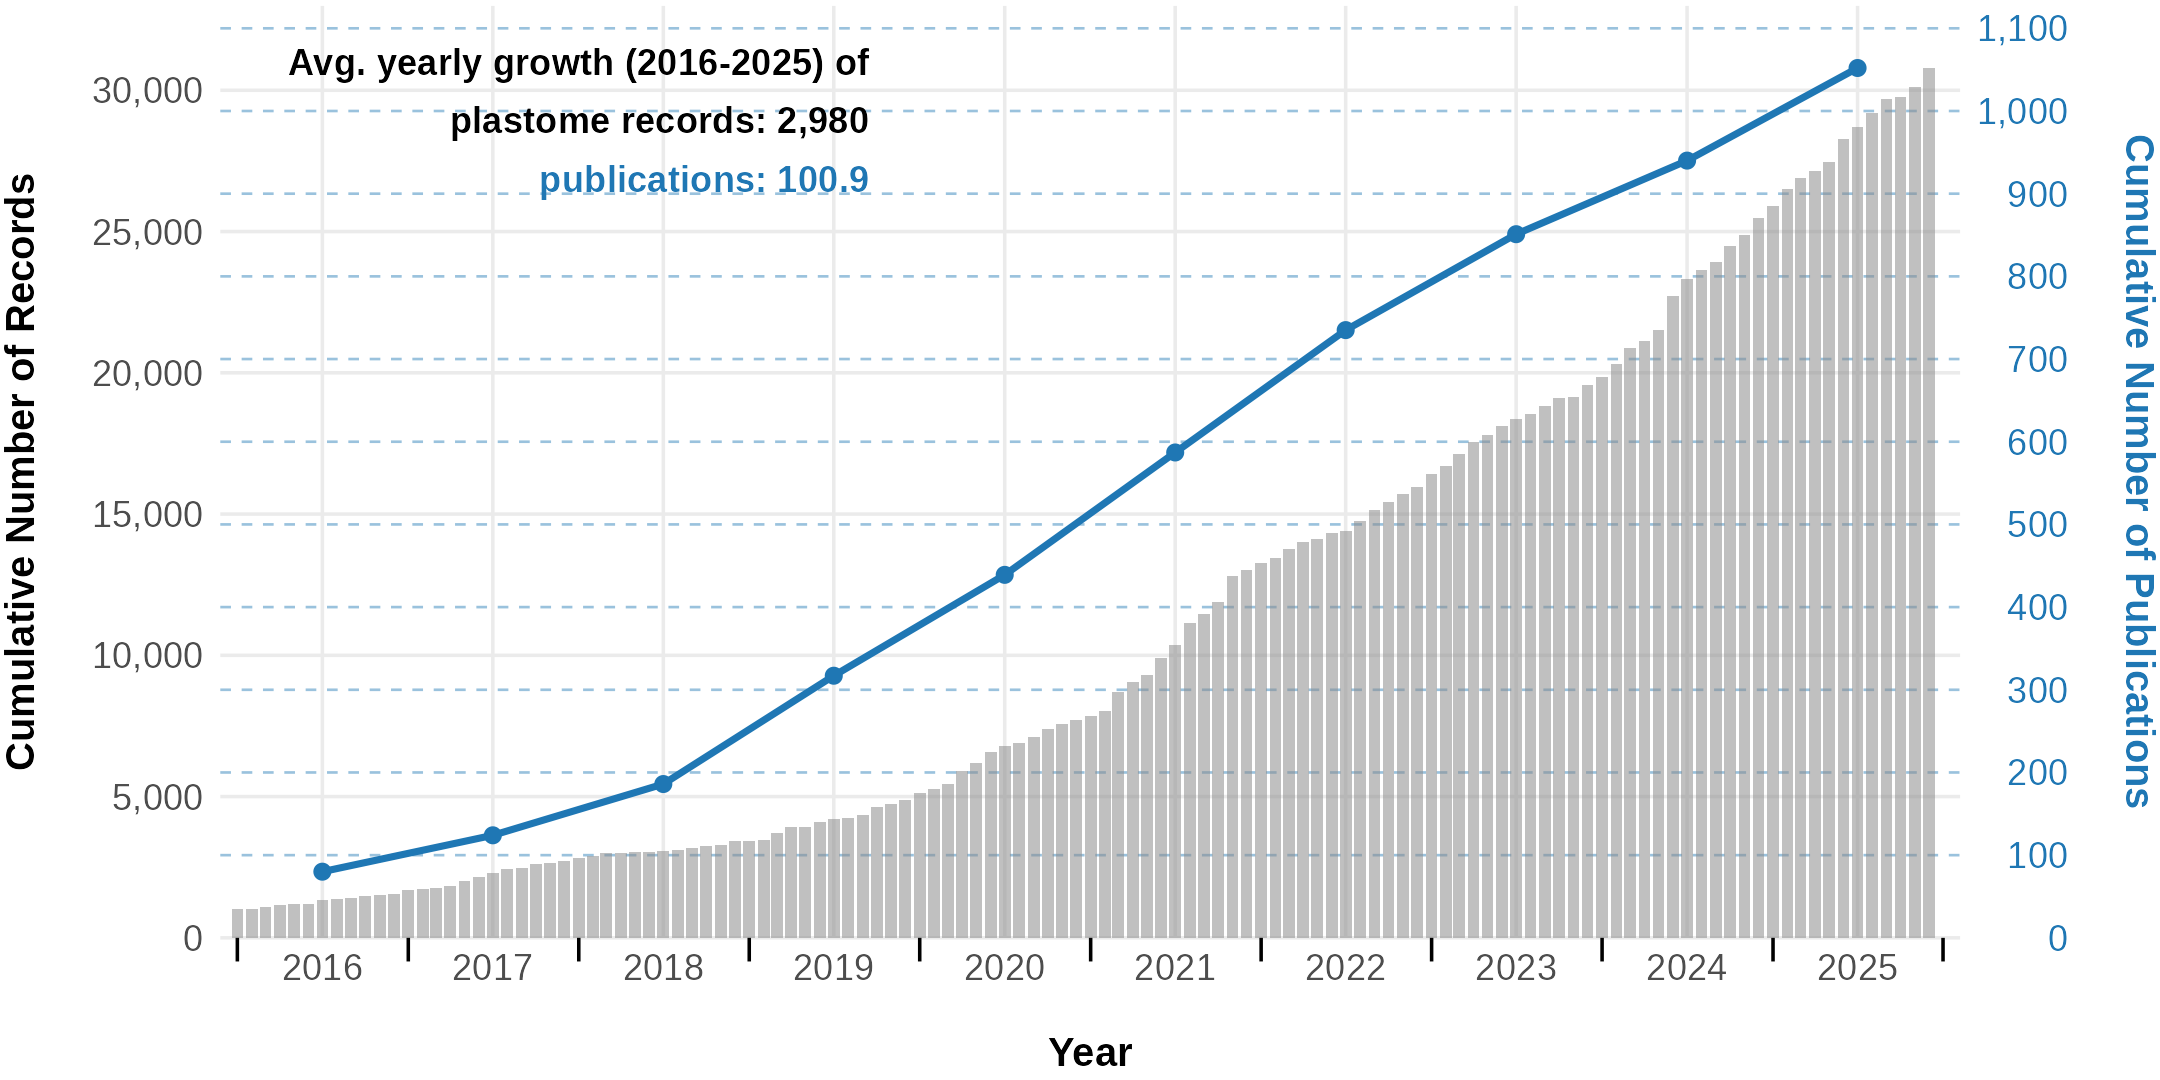 Avg. yearly growth (2016-2025) of
plastome records: 2,980
publications: 100.9
Cumulative Number of Records
30,000
25,000
20,000
15,000
10,000
5,000
0
1,100
1,000
900
800
700
600
500
400
300
200
100
0
Cumulative Number of Publications
2016 2017 2018 2019 2020 2021 2022 2023 2024 2025
Year